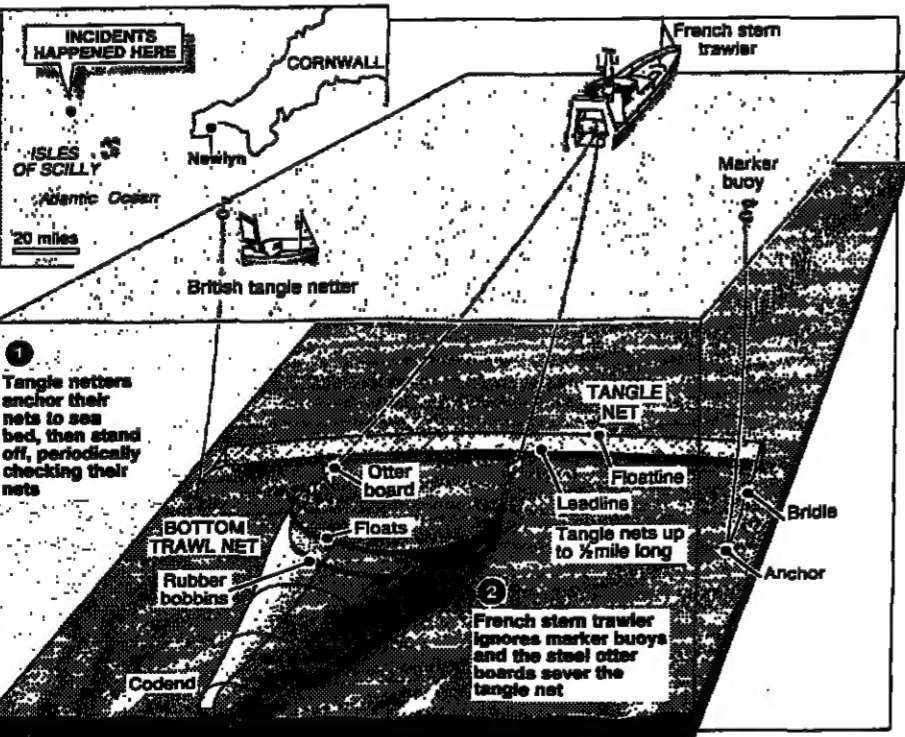 INCIDENTS
HAPPENED HERE
CORNWALL
Newlyn
ISLES
OF SCILLY
Atlantic Ocean
20 miles
French stern
trawler
Marker
buoy
British tangle netter
1
Tangle netters
anchor their
nets to sea
bed, then stand
off, periodically
checking their
nets
TANGLE
NET
Otter
board
Floatline
Leadline
Floats
BOTTOM
TRAWL NET
Tangle nets up
to ½mile long
Bridle
Anchor
Rubber
bobbins
2
French stern trawler
ignores marker buoys
and the steel otter
boards sever the
tangle net
Codend